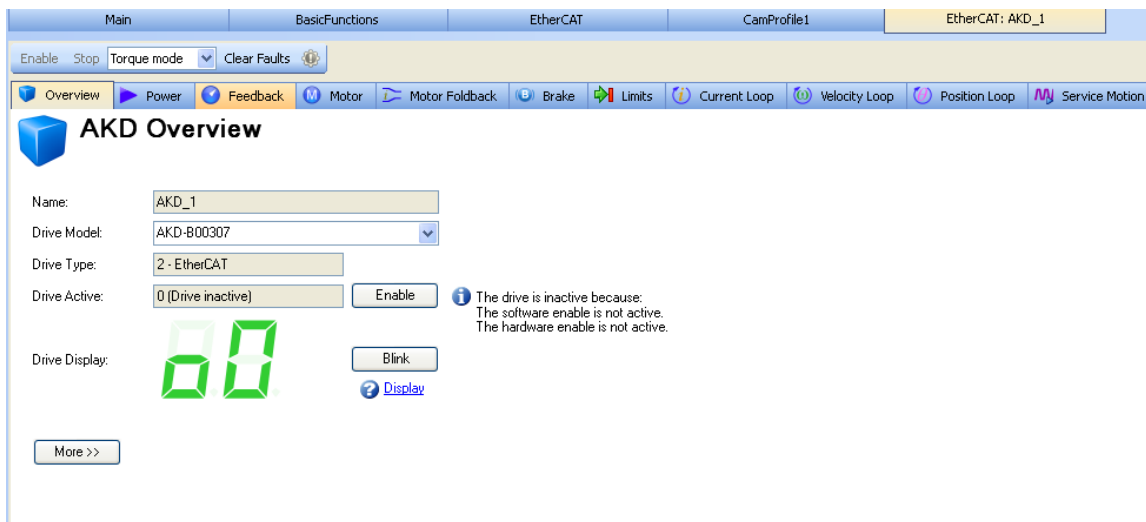 Main BasicFunctions EtherCAT CamProfile1 EtherCAT: AKD_1
Enable Stop Torque mode Clear Faults
Overview Power Feedback Motor Motor Foldback Brake Limits Current Loop Velocity Loop Position Loop Service Motion
AKD Overview
Name: AKD_1
Drive Model: AKD-B00307
Drive Type: 2 - EtherCAT
Drive Active: 0 (Drive inactive) Enable The drive is inactive because:
The software enable is not active.
The hardware enable is not active.
Drive Display: o0 Blink
Display
More >>